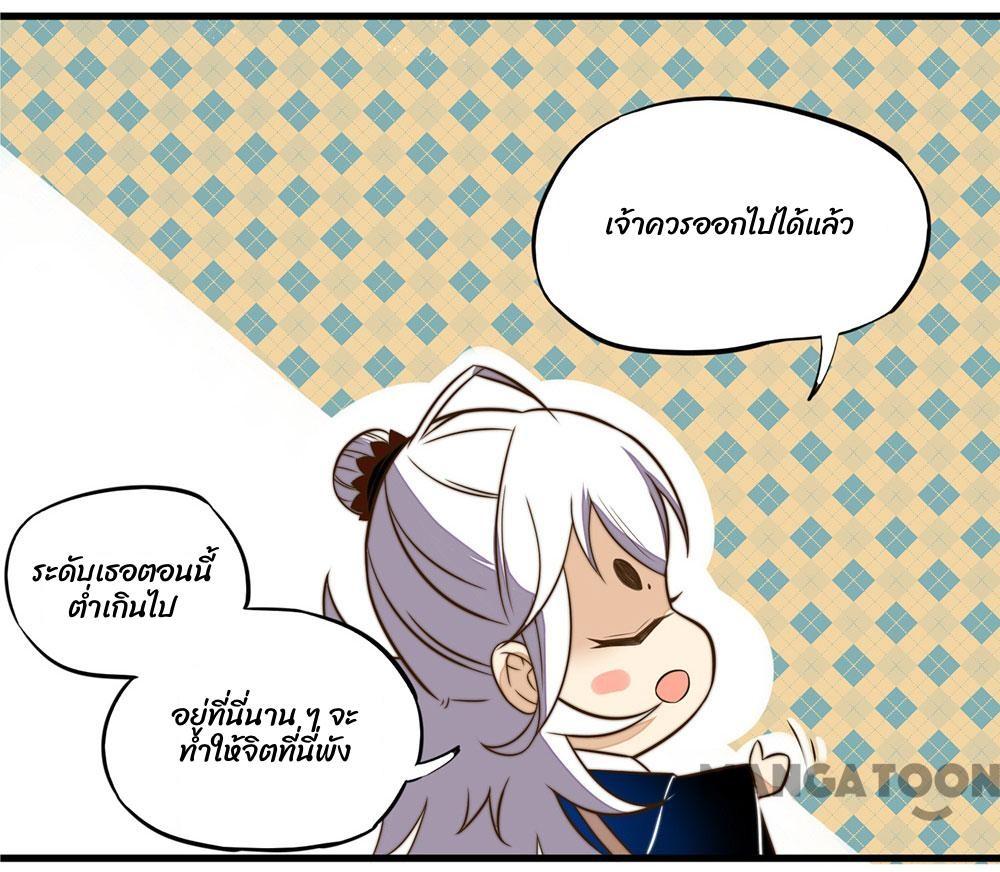 เจ้าควรออกไปได้แล้ว
ระดับเธอตอนนี้
ต่ำเกินไป
อยู่ที่นี่นาน ๆ จะ
ทำให้จิตที่นี่พัง
MANGATOON